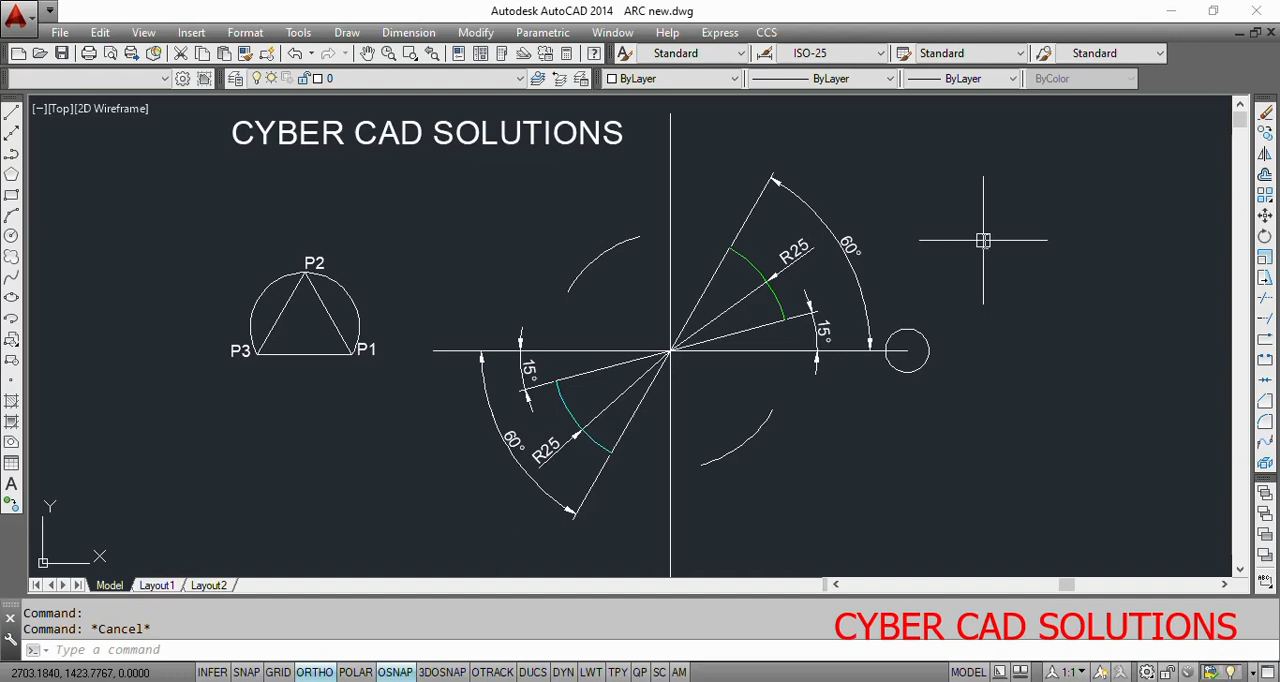 Autodesk AutoCAD 2014 ARC new.dwg
File Edit View Insert Format Tools Draw Dimension Modify Parametric Window Help Express CCS
Standard ISO-25 Standard Standard
0 ByLayer ByLayer ByLayer ByColor
[−][Top][2D Wireframe]
CYBER CAD SOLUTIONS
P2
P3
P1
60°
R25
15°
15°
60°
R25
Y
X
A
Model Layout1 Layout2
Command:
Command: *Cancel*
Type a command
CYBER CAD SOLUTIONS
2703.1840, 1423.7767, 0.0000 INFER SNAP GRID ORTHO POLAR OSNAP 3DOSNAP OTRACK DUCS DYN LWT TPY QP SC AM MODEL 1:1